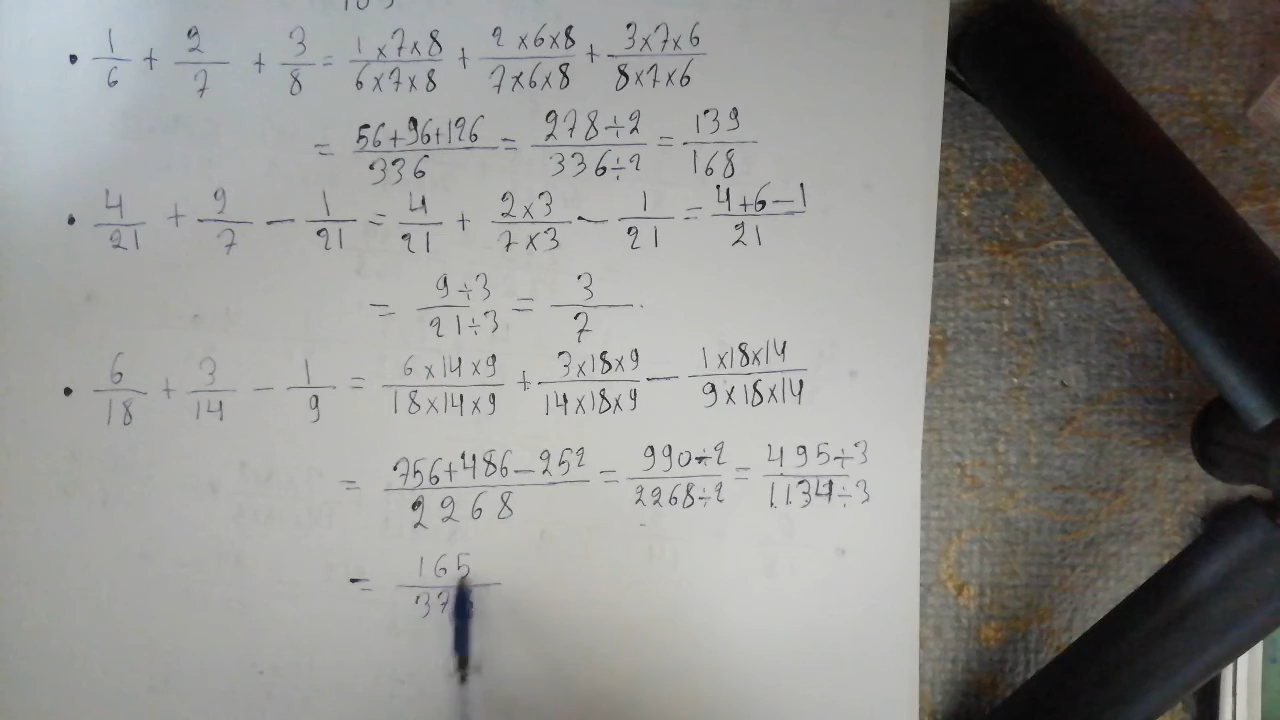 • 1/6 + 2/7 + 3/8 = 1×7×8/6×7×8 + 2×6×8/7×6×8 + 3×7×6/8×7×6
= 56+96+126/336 = 278÷2/336÷2 = 139/168
• 4/21 + 2/7 − 1/21 = 4/21 + 2×3/7×3 − 1/21 = 4+6−1/21
= 9÷3/21÷3 = 3/7
• 6/18 + 3/14 − 1/9 = 6×14×9/18×14×9 + 3×18×9/14×18×9 − 1×18×14/9×18×14
= 756+486−252/2268 = 990÷2/2268÷2 = 495÷3/1134÷3
= 165/37